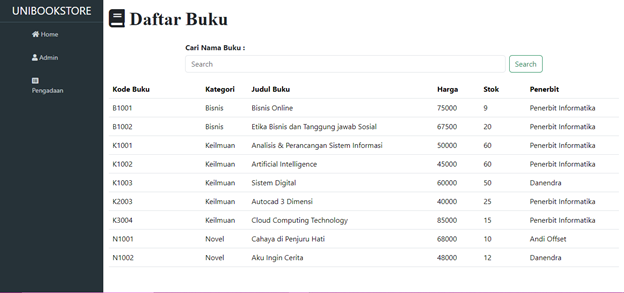 UNIBOOKSTORE
Home
Admin
Pengadaan
Daftar Buku
Cari Nama Buku :
Search Search
Kode Buku Kategori Judul Buku Harga Stok Penerbit
B1001 Bisnis Bisnis Online 75000 9 Penerbit Informatika
B1002 Bisnis Etika Bisnis dan Tanggung jawab Sosial 67500 20 Penerbit Informatika
K1001 Keilmuan Analisis & Perancangan Sistem Informasi 50000 60 Penerbit Informatika
K1002 Keilmuan Artificial Intelligence 45000 60 Penerbit Informatika
K1003 Keilmuan Sistem Digital 60000 50 Danendra
K2003 Keilmuan Autocad 3 Dimensi 40000 25 Penerbit Informatika
K3004 Keilmuan Cloud Computing Technology 85000 15 Penerbit Informatika
N1001 Novel Cahaya di Penjuru Hati 68000 10 Andi Offset
N1002 Novel Aku Ingin Cerita 48000 12 Danendra